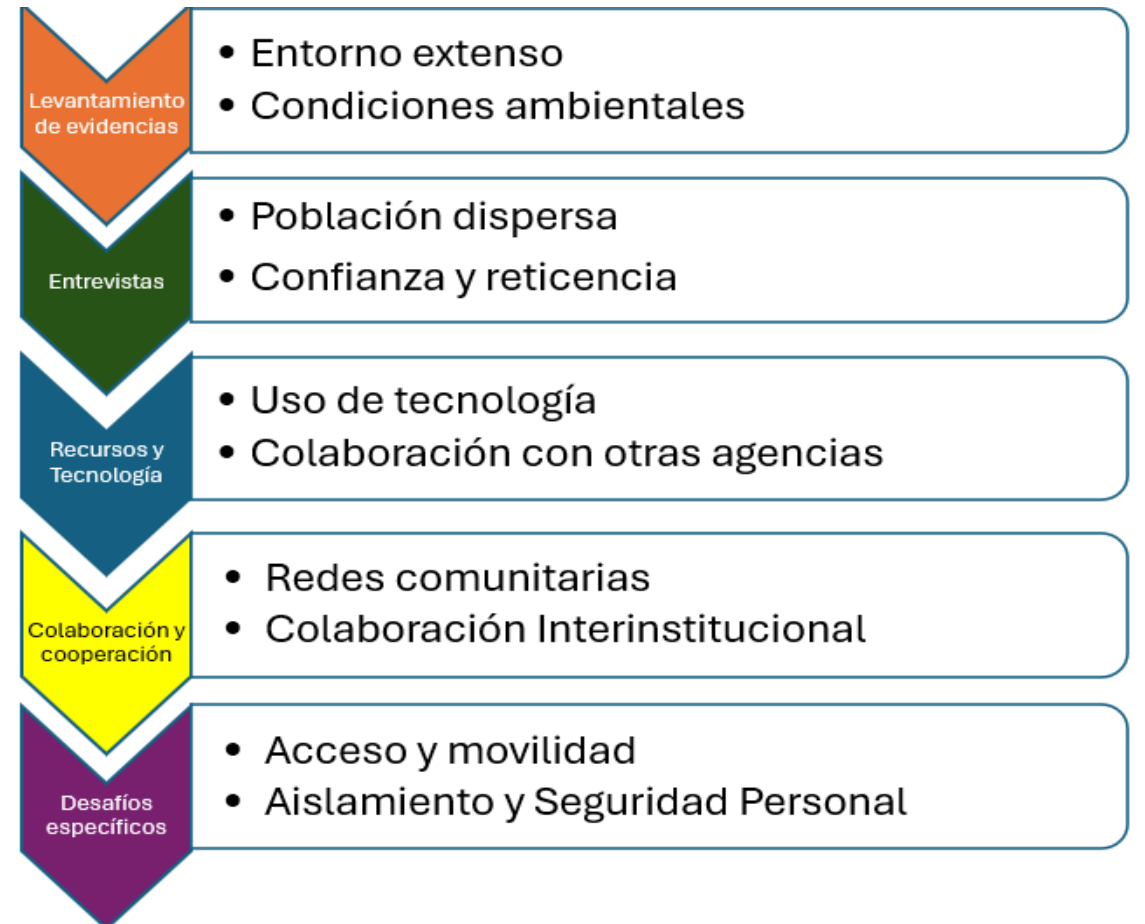 Levantamiento
de evidencias
• Entorno extenso
• Condiciones ambientales
Entrevistas
• Población dispersa
• Confianza y reticencia
Recursos y
Tecnología
• Uso de tecnología
• Colaboración con otras agencias
Colaboración y
cooperación
• Redes comunitarias
• Colaboración Interinstitucional
Desafíos
específicos
• Acceso y movilidad
• Aislamiento y Seguridad Personal